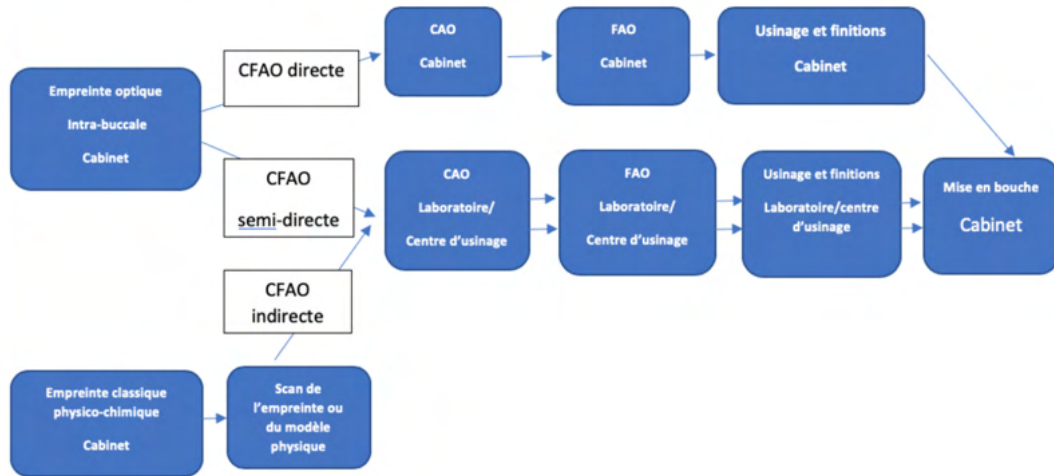 CAO
Cabinet
FAO
Cabinet
Usinage et finitions
Cabinet
CFAO directe
Empreinte optique
Intra-buccale
Cabinet
CFAO
semi-directe
CAO
Laboratoire/
Centre d'usinage
FAO
Laboratoire/
Centre d'usinage
Usinage et finitions
Laboratoire/centre
d'usinage
Mise en bouche
Cabinet
CFAO
indirecte
Empreinte classique
physico-chimique
Cabinet
Scan de
l'empreinte ou
du modèle
physique